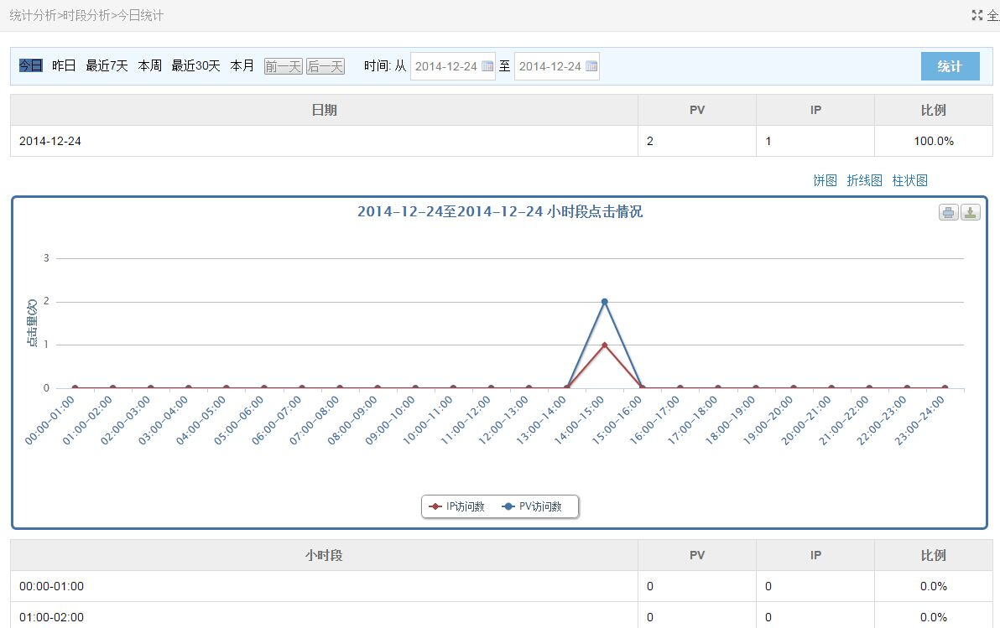 统计分析>时段分析>今日统计 全
今日 昨日 最近7天 本周 最近30天 本月 前一天 后一天 时间: 从 2014-12-24 至 2014-12-24 统计
日期 PV IP 比例
2014-12-24 2 1 100.0%
饼图 折线图 柱状图
2014-12-24至2014-12-24 小时段点击情况
点击量(次)
3
2
1
0
00:00-01:00 01:00-02:00 02:00-03:00 03:00-04:00 04:00-05:00 05:00-06:00 06:00-07:00 07:00-08:00 08:00-09:00 09:00-10:00 10:00-11:00 11:00-12:00 12:00-13:00 13:00-14:00 14:00-15:00 15:00-16:00 16:00-17:00 17:00-18:00 18:00-19:00 19:00-20:00 20:00-21:00 21:00-22:00 22:00-23:00 23:00-24:00
IP访问数 PV访问数
小时段 PV IP 比例
00:00-01:00 0 0 0.0%
01:00-02:00 0 0 0.0%